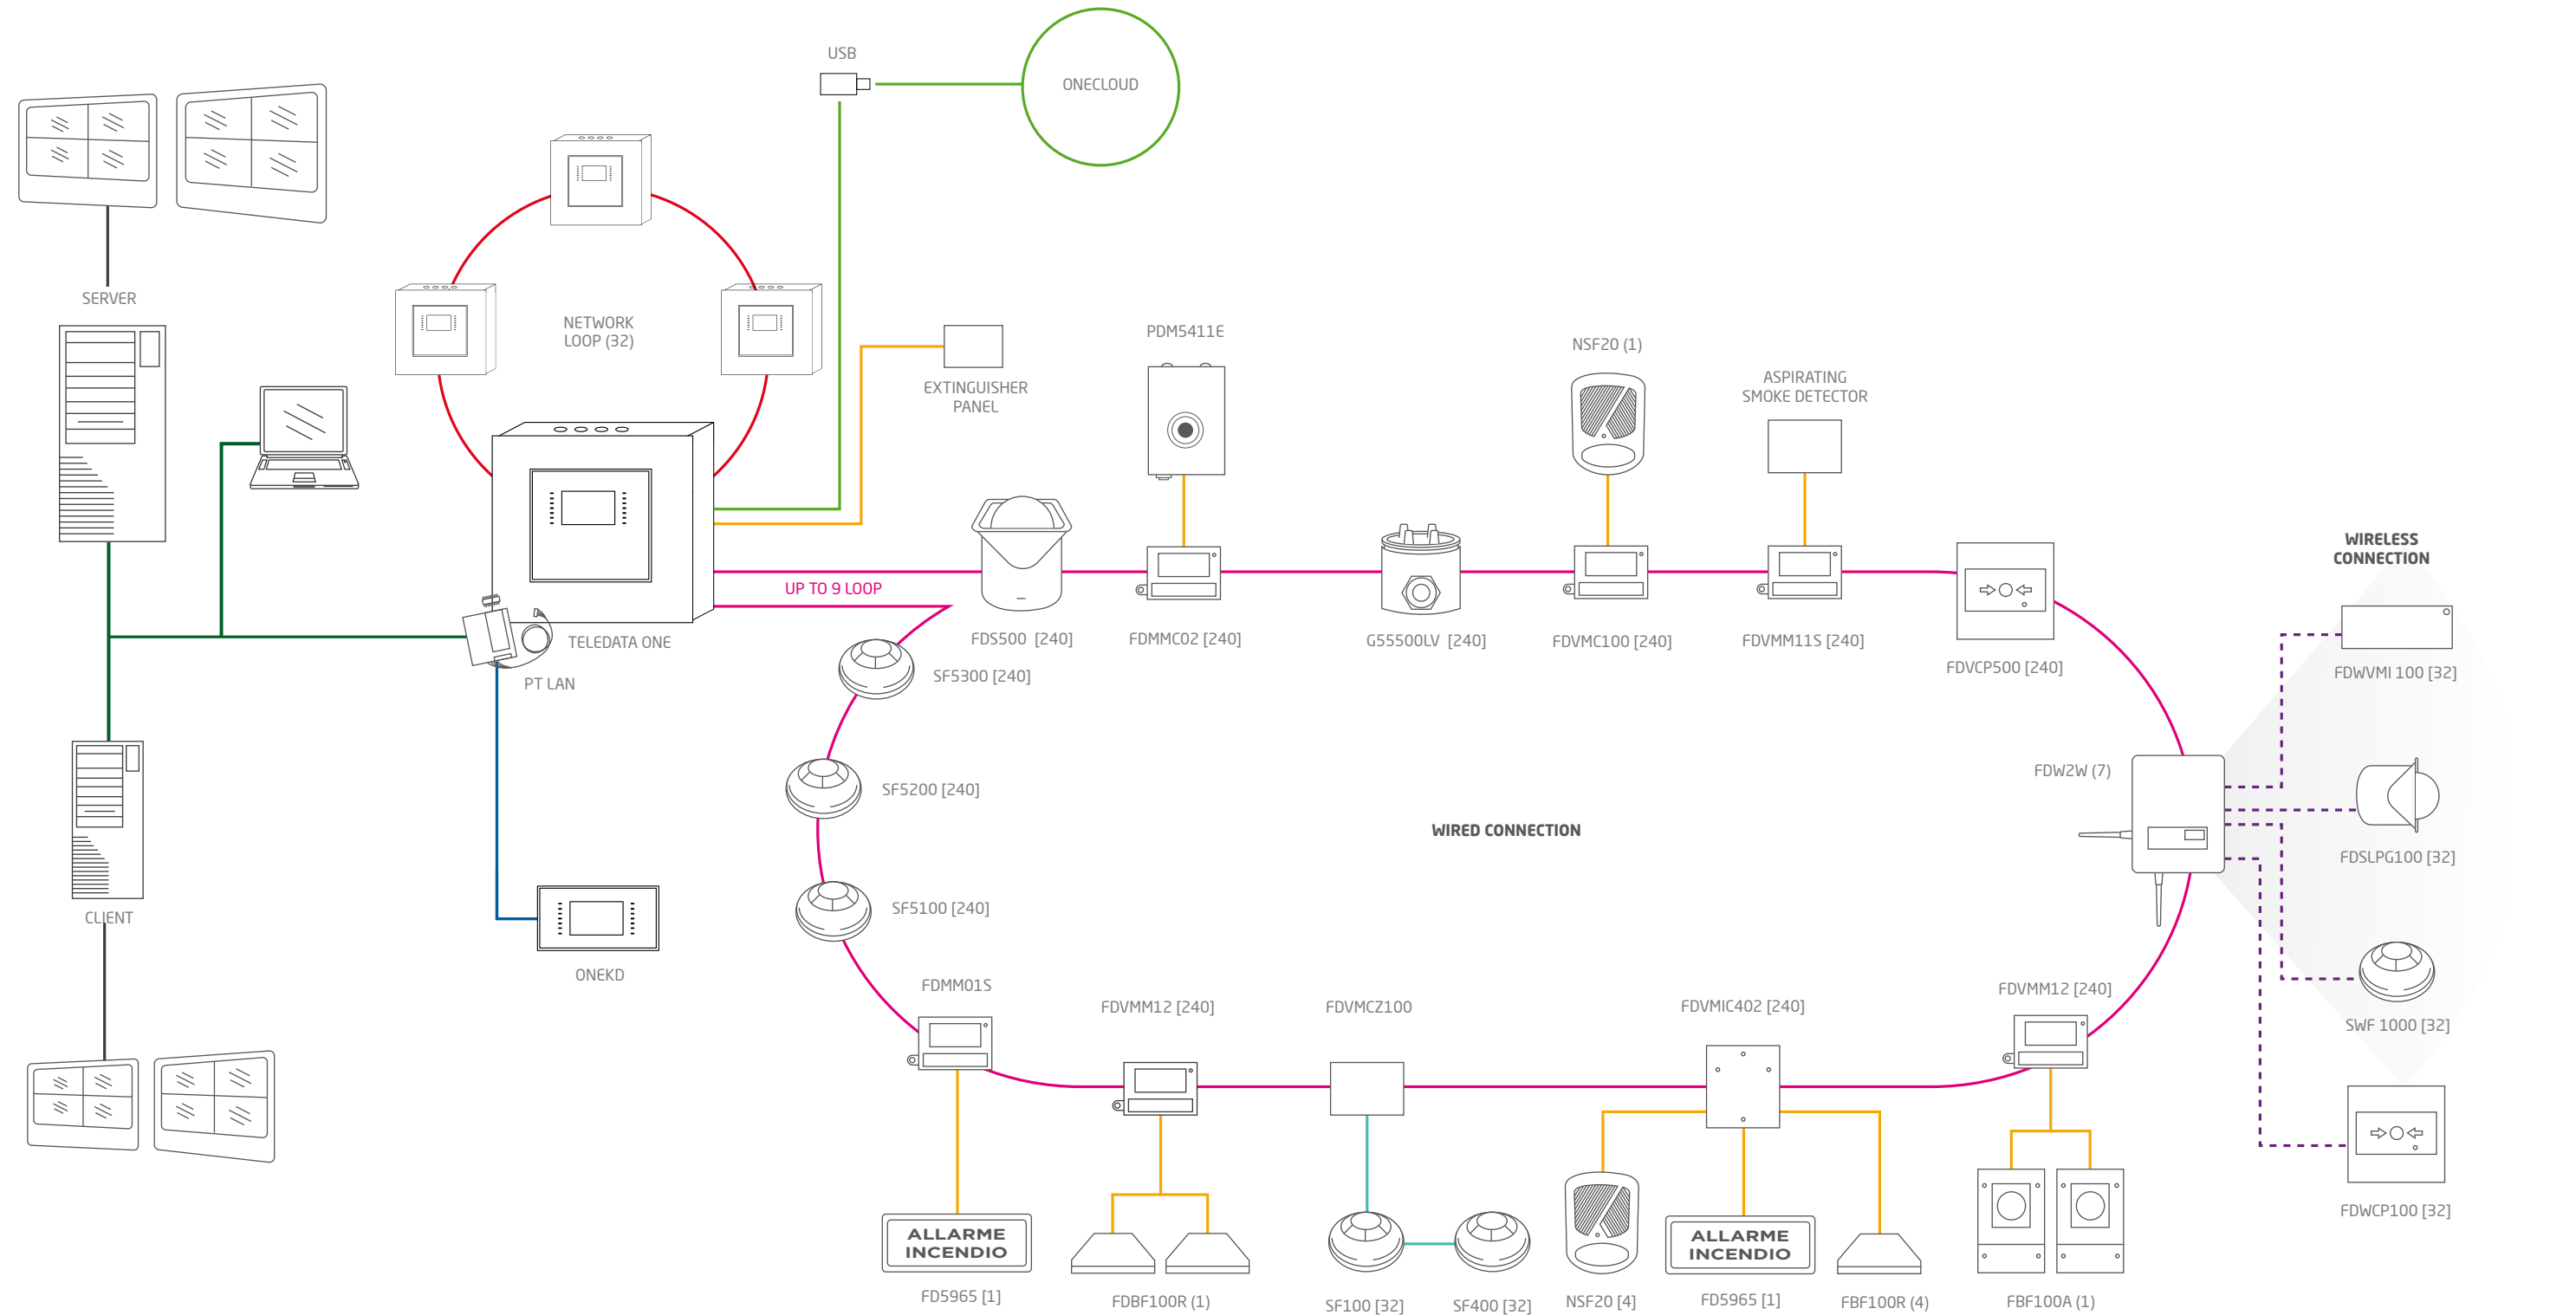 USB
ONECLOUD
SERVER
NETWORK
LOOP (32)
EXTINGUISHER
PANEL
PDM5411E
NSF20 (1)
ASPIRATING
SMOKE DETECTOR
WIRELESS
CONNECTION
UP TO 9 LOOP
TELEDATA ONE
PT LAN
FDS500 [240]
FDMMC02 [240]
G55500LV [240]
FDVMC100 [240]
FDVMM11S [240]
FDVCP500 [240]
FDWVMI 100 [32]
SF5300 [240]
SF5200 [240]
FDW2W (7)
WIRED CONNECTION
FDSLPG100 [32]
SF5100 [240]
CLIENT
ONEKD
FDMM01S
FDVMM12 [240]
FDVMCZ100
FDVMIC402 [240]
FDVMM12 [240]
SWF 1000 [32]
FDWCP100 [32]
ALLARME
INCENDIO
ALLARME
INCENDIO
FD5965 [1]
FDBF100R (1)
SF100 [32]
SF400 [32]
NSF20 [4]
FD5965 [1]
FBF100R (4)
FBF100A (1)